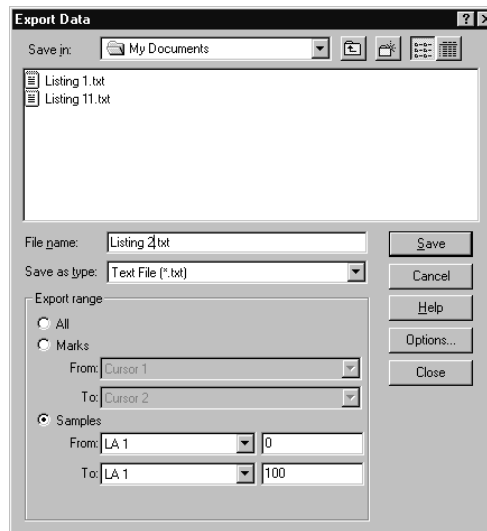 Export Data
Save in: My Documents
Listing 1.txt
Listing 11.txt
File name: Listing 2.txt Save
Save as type: Text File (*.txt) Cancel
Export range Help
All
Marks Options...
From: Cursor 1 Close
To: Cursor 2
Samples
From: LA 1 0
To: LA 1 100